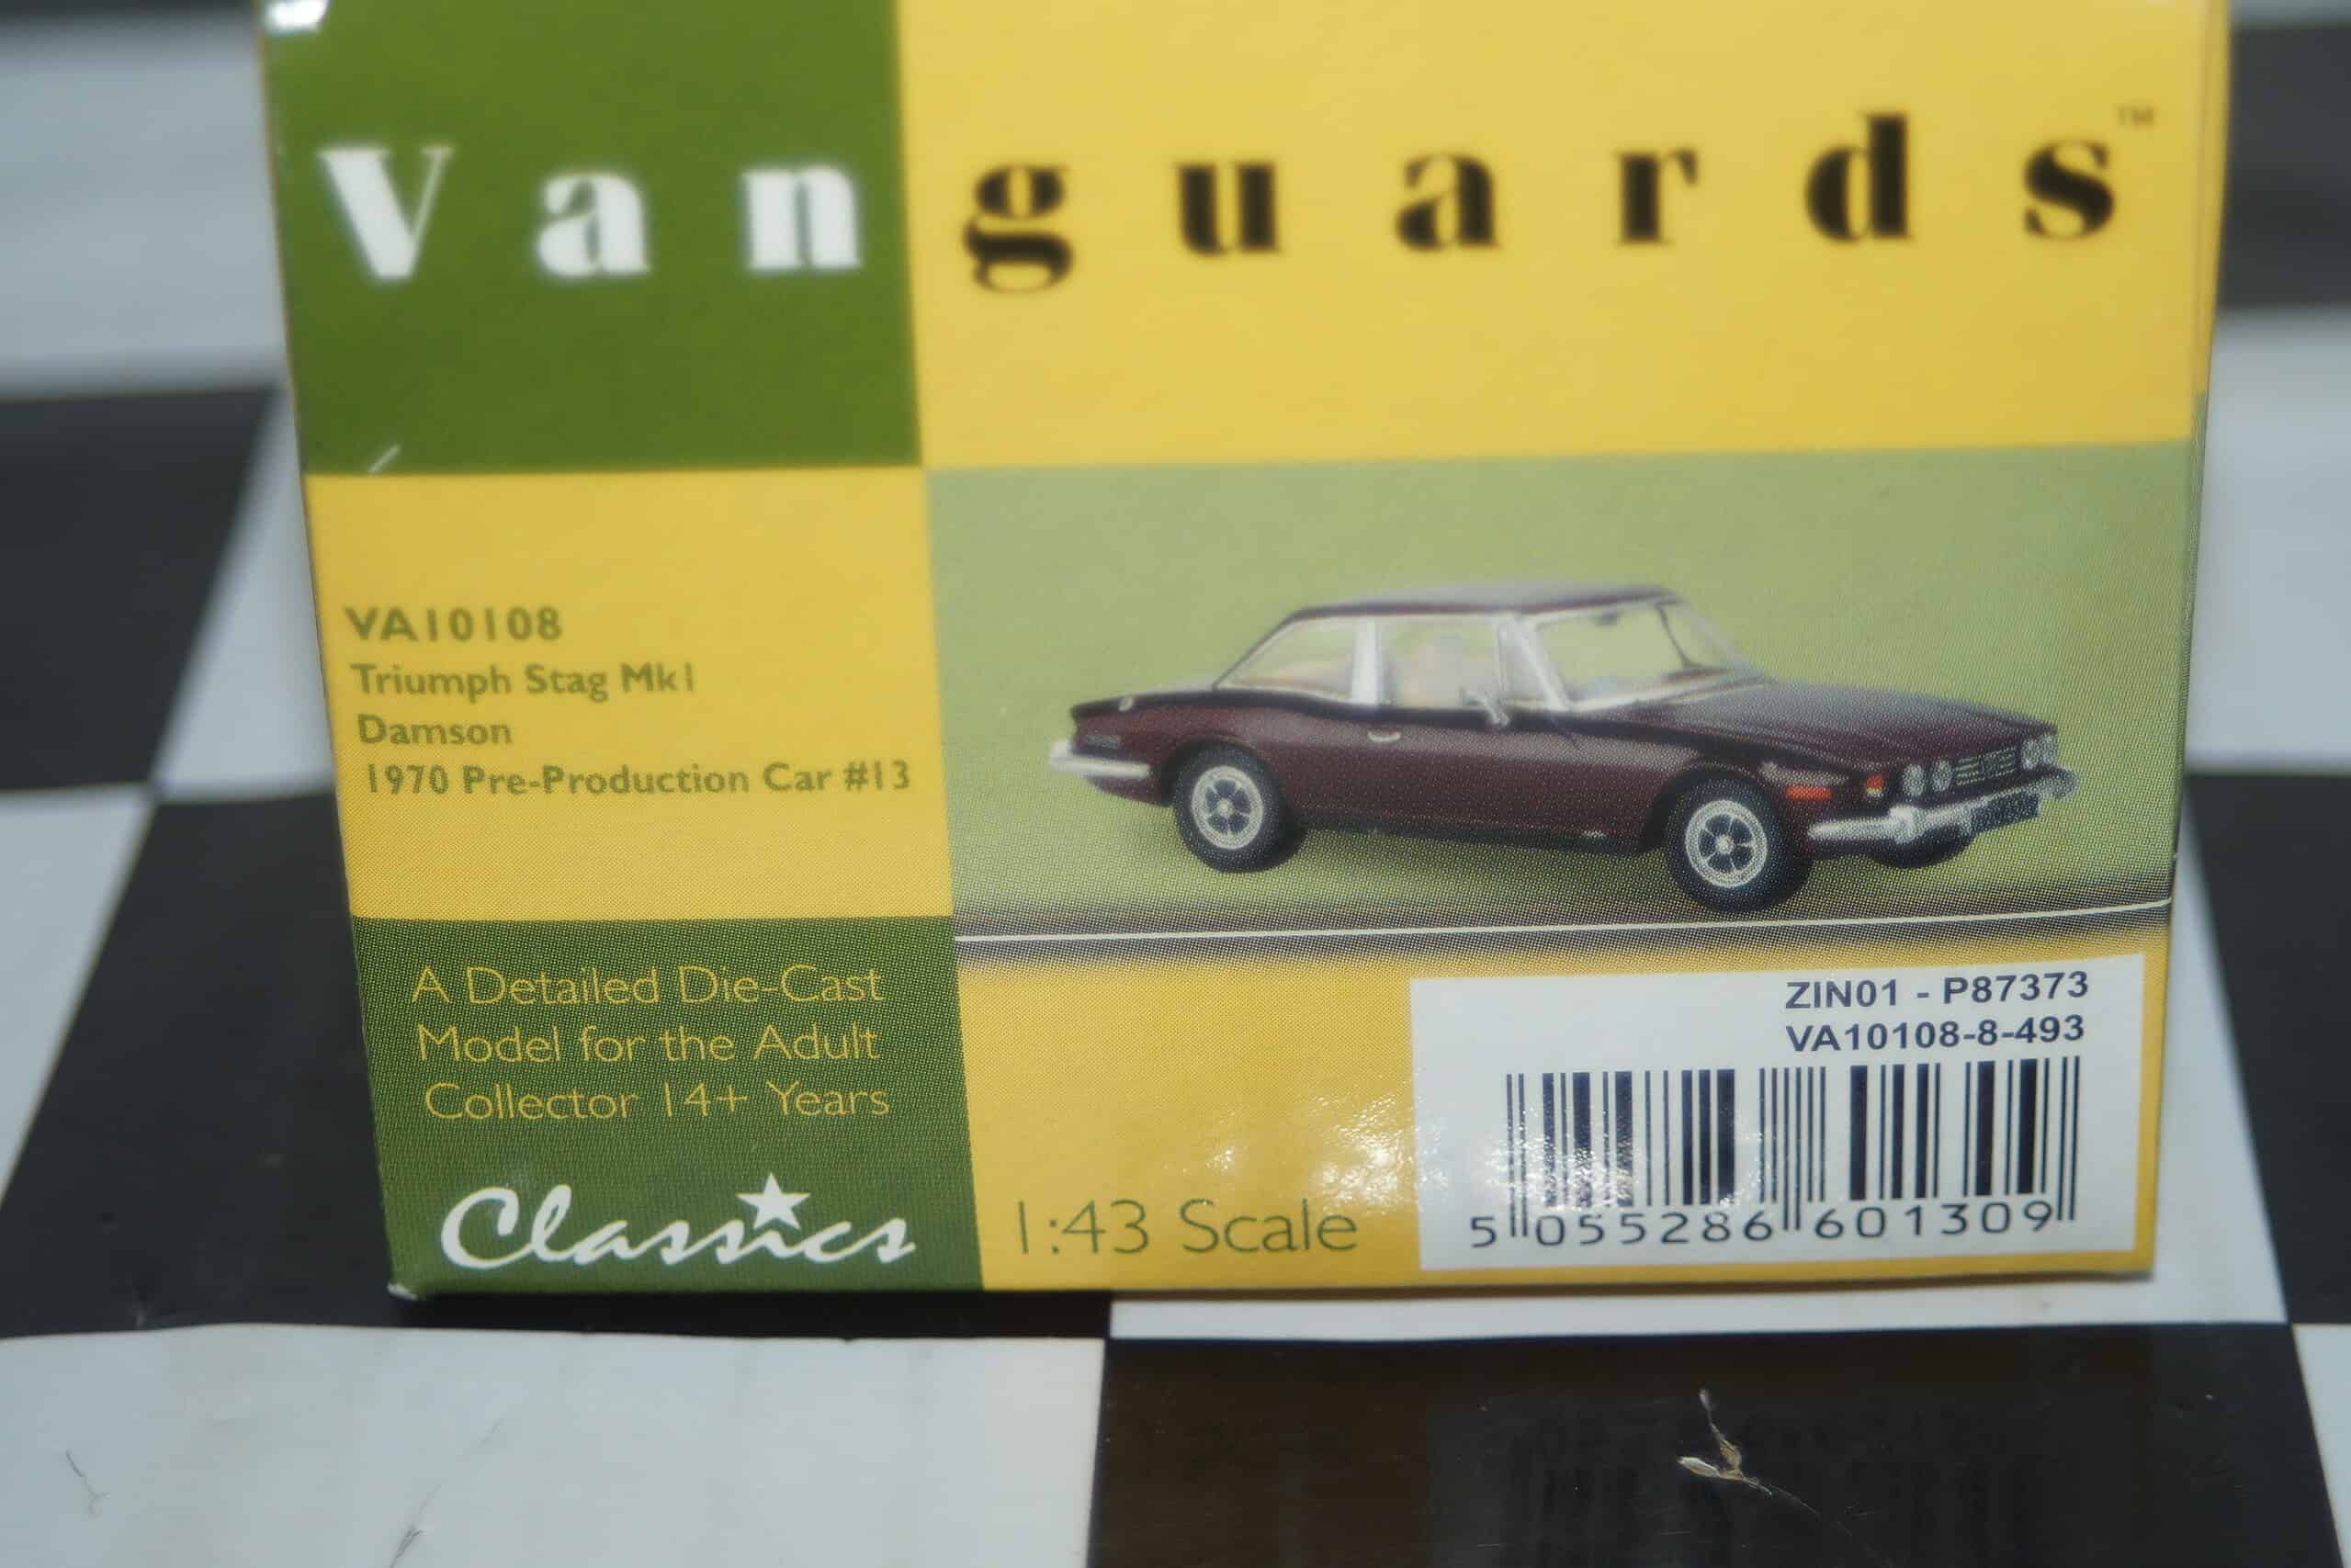 Vanguards™
VA10108
Triumph Stag Mk1
Damson
1970 Pre-Production Car #13
A Detailed Die-Cast
Model for the Adult
Collector 14+ Years
Classics
1:43 Scale
ZIN01 - P87373
VA10108-8-493
5 055286 601309